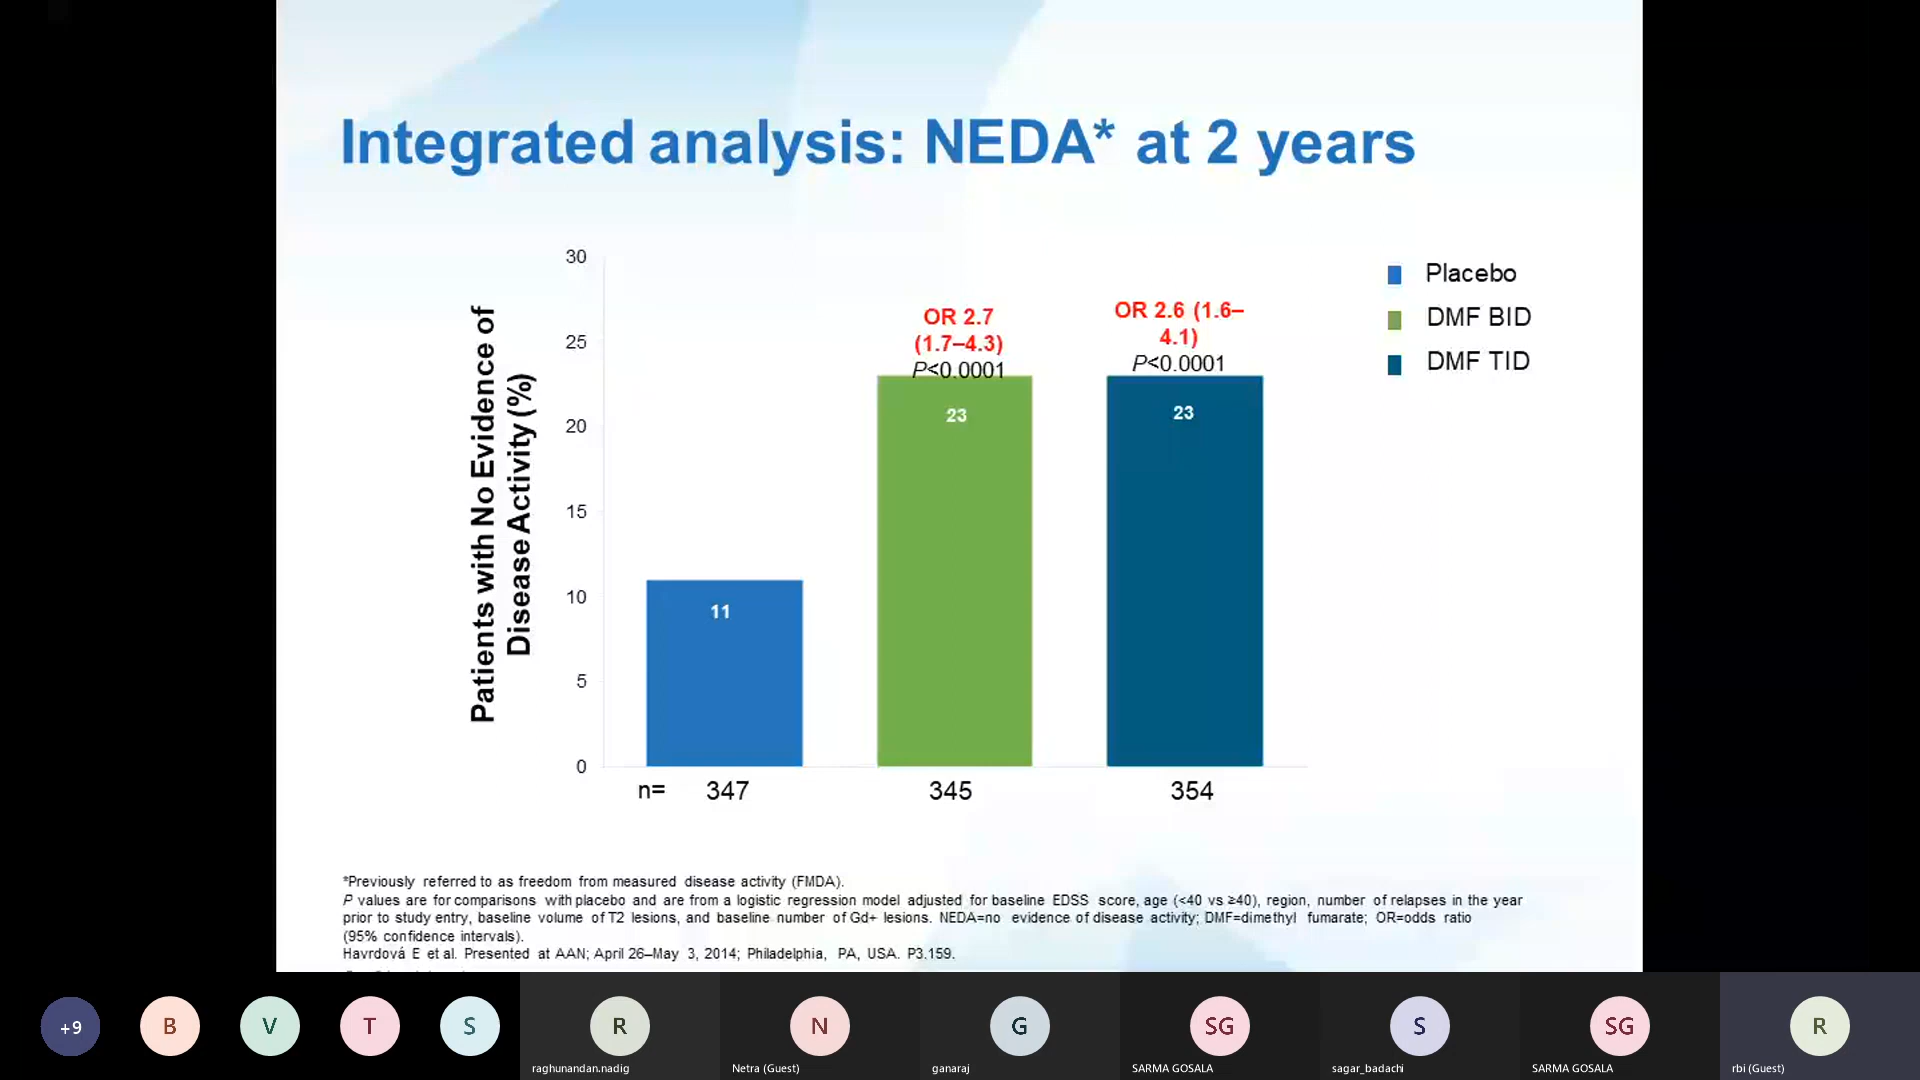 Integrated analysis: NEDA* at 2 years
Patients with No Evidence of
Disease Activity (%)
30
25
20
15
10
5
0
OR 2.7
(1.7–4.3)
P<0.0001
OR 2.6 (1.6–
4.1)
P<0.0001
11
23
23
n= 347 345 354
Placebo
DMF BID
DMF TID
*Previously referred to as freedom from measured disease activity (FMDA).
P values are for comparisons with placebo and are from a logistic regression model adjusted for baseline EDSS score, age (<40 vs ≥40), region, number of relapses in the year
prior to study entry, baseline volume of T2 lesions, and baseline number of Gd+ lesions. NEDA=no evidence of disease activity; DMF=dimethyl fumarate; OR=odds ratio
(95% confidence intervals).
Havrdová E et al. Presented at AAN; April 26–May 3, 2014; Philadelphia, PA, USA. P3.159.
+9 B V T S R N G SG S SG R
raghunandan.nadig Netra (Guest) ganaraj SARMA GOSALA sagar_badachi SARMA GOSALA rbi (Guest)